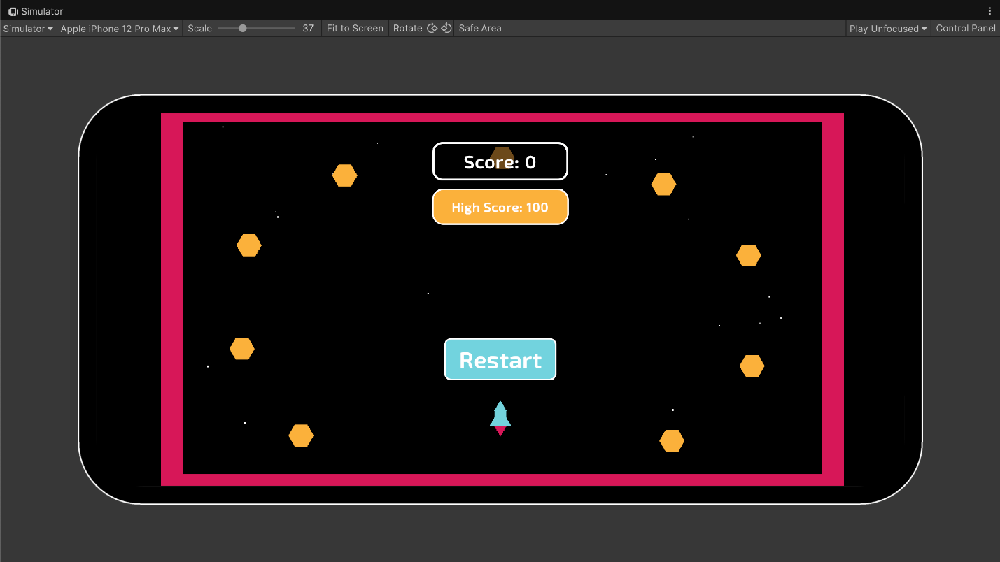 Simulator
Simulator Apple iPhone 12 Pro Max Scale 37 Fit to Screen Rotate Safe Area Play Unfocused Control Panel
Score: 0
High Score: 100
Restart